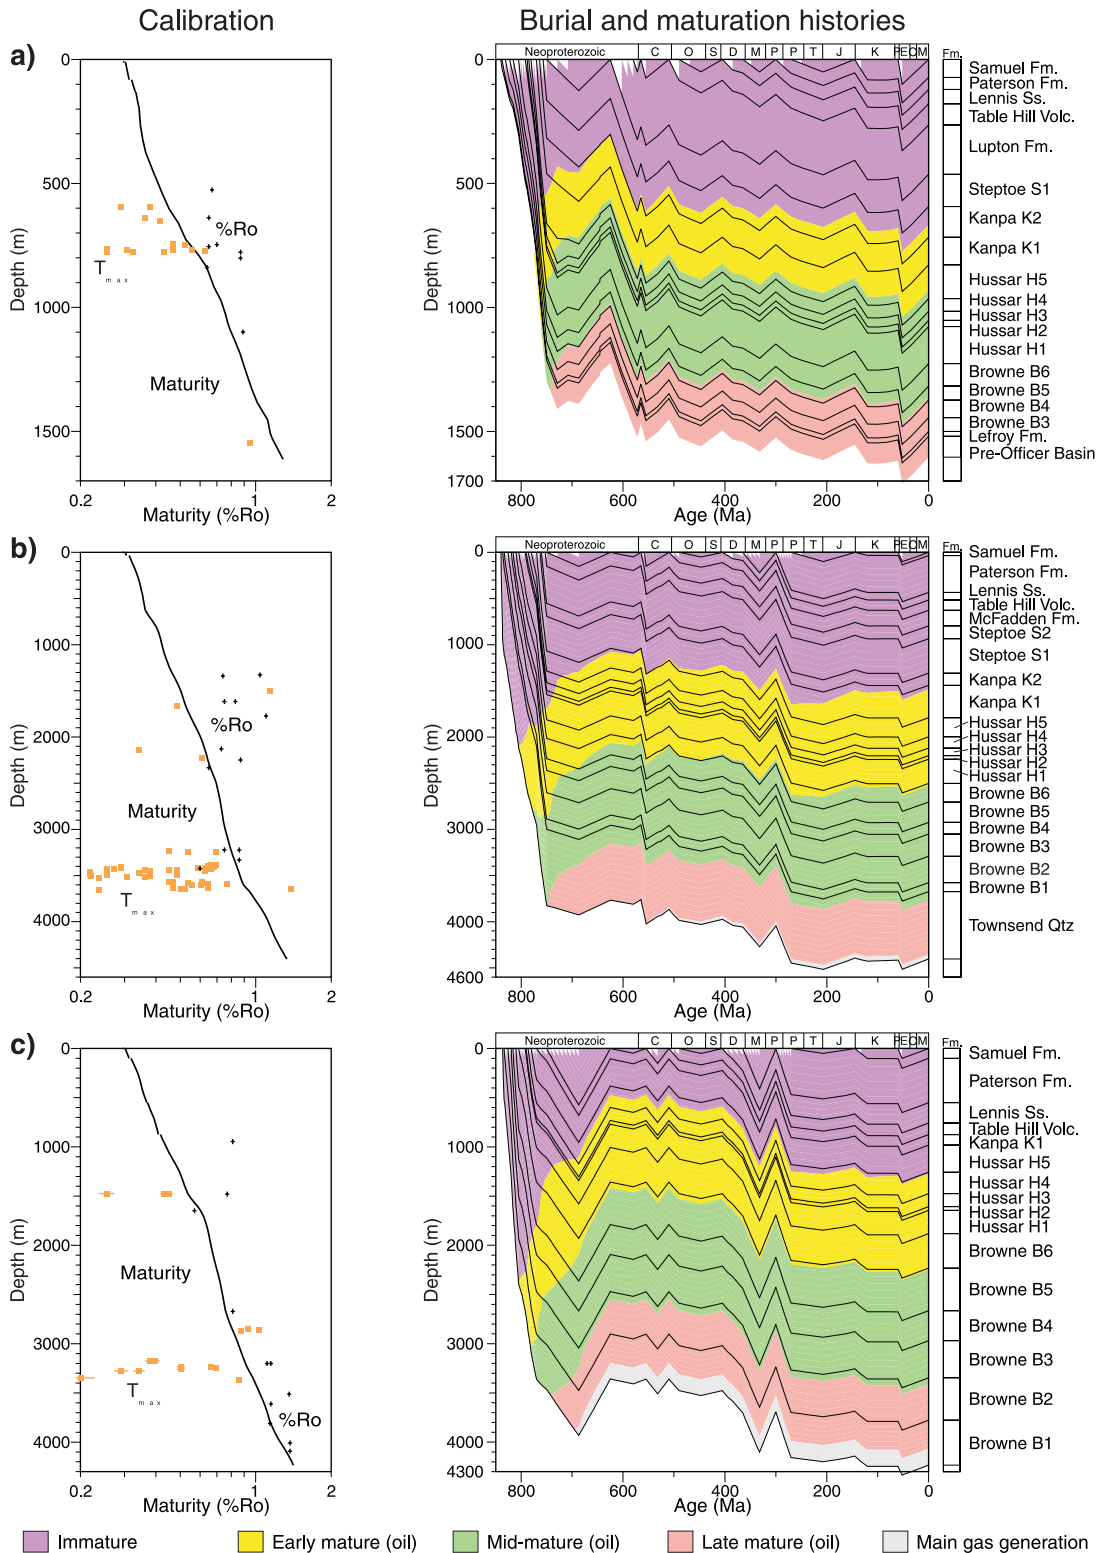 Calibration
Burial and maturation histories
a)
Neoproterozoic C O S D M P P T J K P E O M Fm.
0
500
1000
1500
Depth (m)
%Ro
Tmax
Maturity
0.2 1 2
Maturity (%Ro)
0
500
1000
1500
1700
Depth (m)
800 600 400 200 0
Age (Ma)
Samuel Fm.
Paterson Fm.
Lennis Ss.
Table Hill Volc.
Lupton Fm.
Steptoe S1
Kanpa K2
Kanpa K1
Hussar H5
Hussar H4
Hussar H3
Hussar H2
Hussar H1
Browne B6
Browne B5
Browne B4
Browne B3
Lefroy Fm.
Pre-Officer Basin
b)
Neoproterozoic C O S D M P P T J K P E O M Fm.
0
1000
2000
3000
4000
Depth (m)
%Ro
Maturity
Tmax
0.2 1 2
Maturity (%Ro)
0
1000
2000
3000
4000
4600
Depth (m)
800 600 400 200 0
Age (Ma)
Samuel Fm.
Paterson Fm.
Lennis Ss.
Table Hill Volc.
McFadden Fm.
Steptoe S2
Steptoe S1
Kanpa K2
Kanpa K1
Hussar H5
Hussar H4
Hussar H3
Hussar H2
Hussar H1
Browne B6
Browne B5
Browne B4
Browne B3
Browne B2
Browne B1
Townsend Qtz
c)
Neoproterozoic C O S D M P P T J K P E O M Fm.
0
1000
2000
3000
4000
Depth (m)
Maturity
Tmax
%Ro
0.2 1 2
Maturity (%Ro)
0
1000
2000
3000
4000
4300
Depth (m)
800 600 400 200 0
Age (Ma)
Samuel Fm.
Paterson Fm.
Lennis Ss.
Table Hill Volc.
Kanpa K1
Hussar H5
Hussar H4
Hussar H3
Hussar H2
Hussar H1
Browne B6
Browne B5
Browne B4
Browne B3
Browne B2
Browne B1
Immature
Early mature (oil)
Mid-mature (oil)
Late mature (oil)
Main gas generation